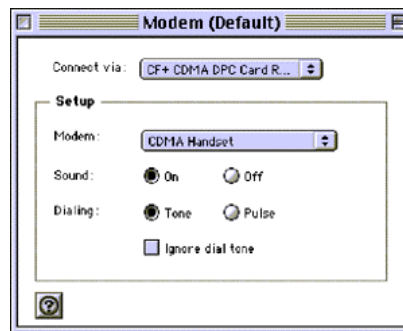 Modem (Default)
Connect via: CF+ CDMA DPC Card R...
Setup
Modem: CDMA Handset
Sound: On Off
Dialing: Tone Pulse
Ignore dial tone
?